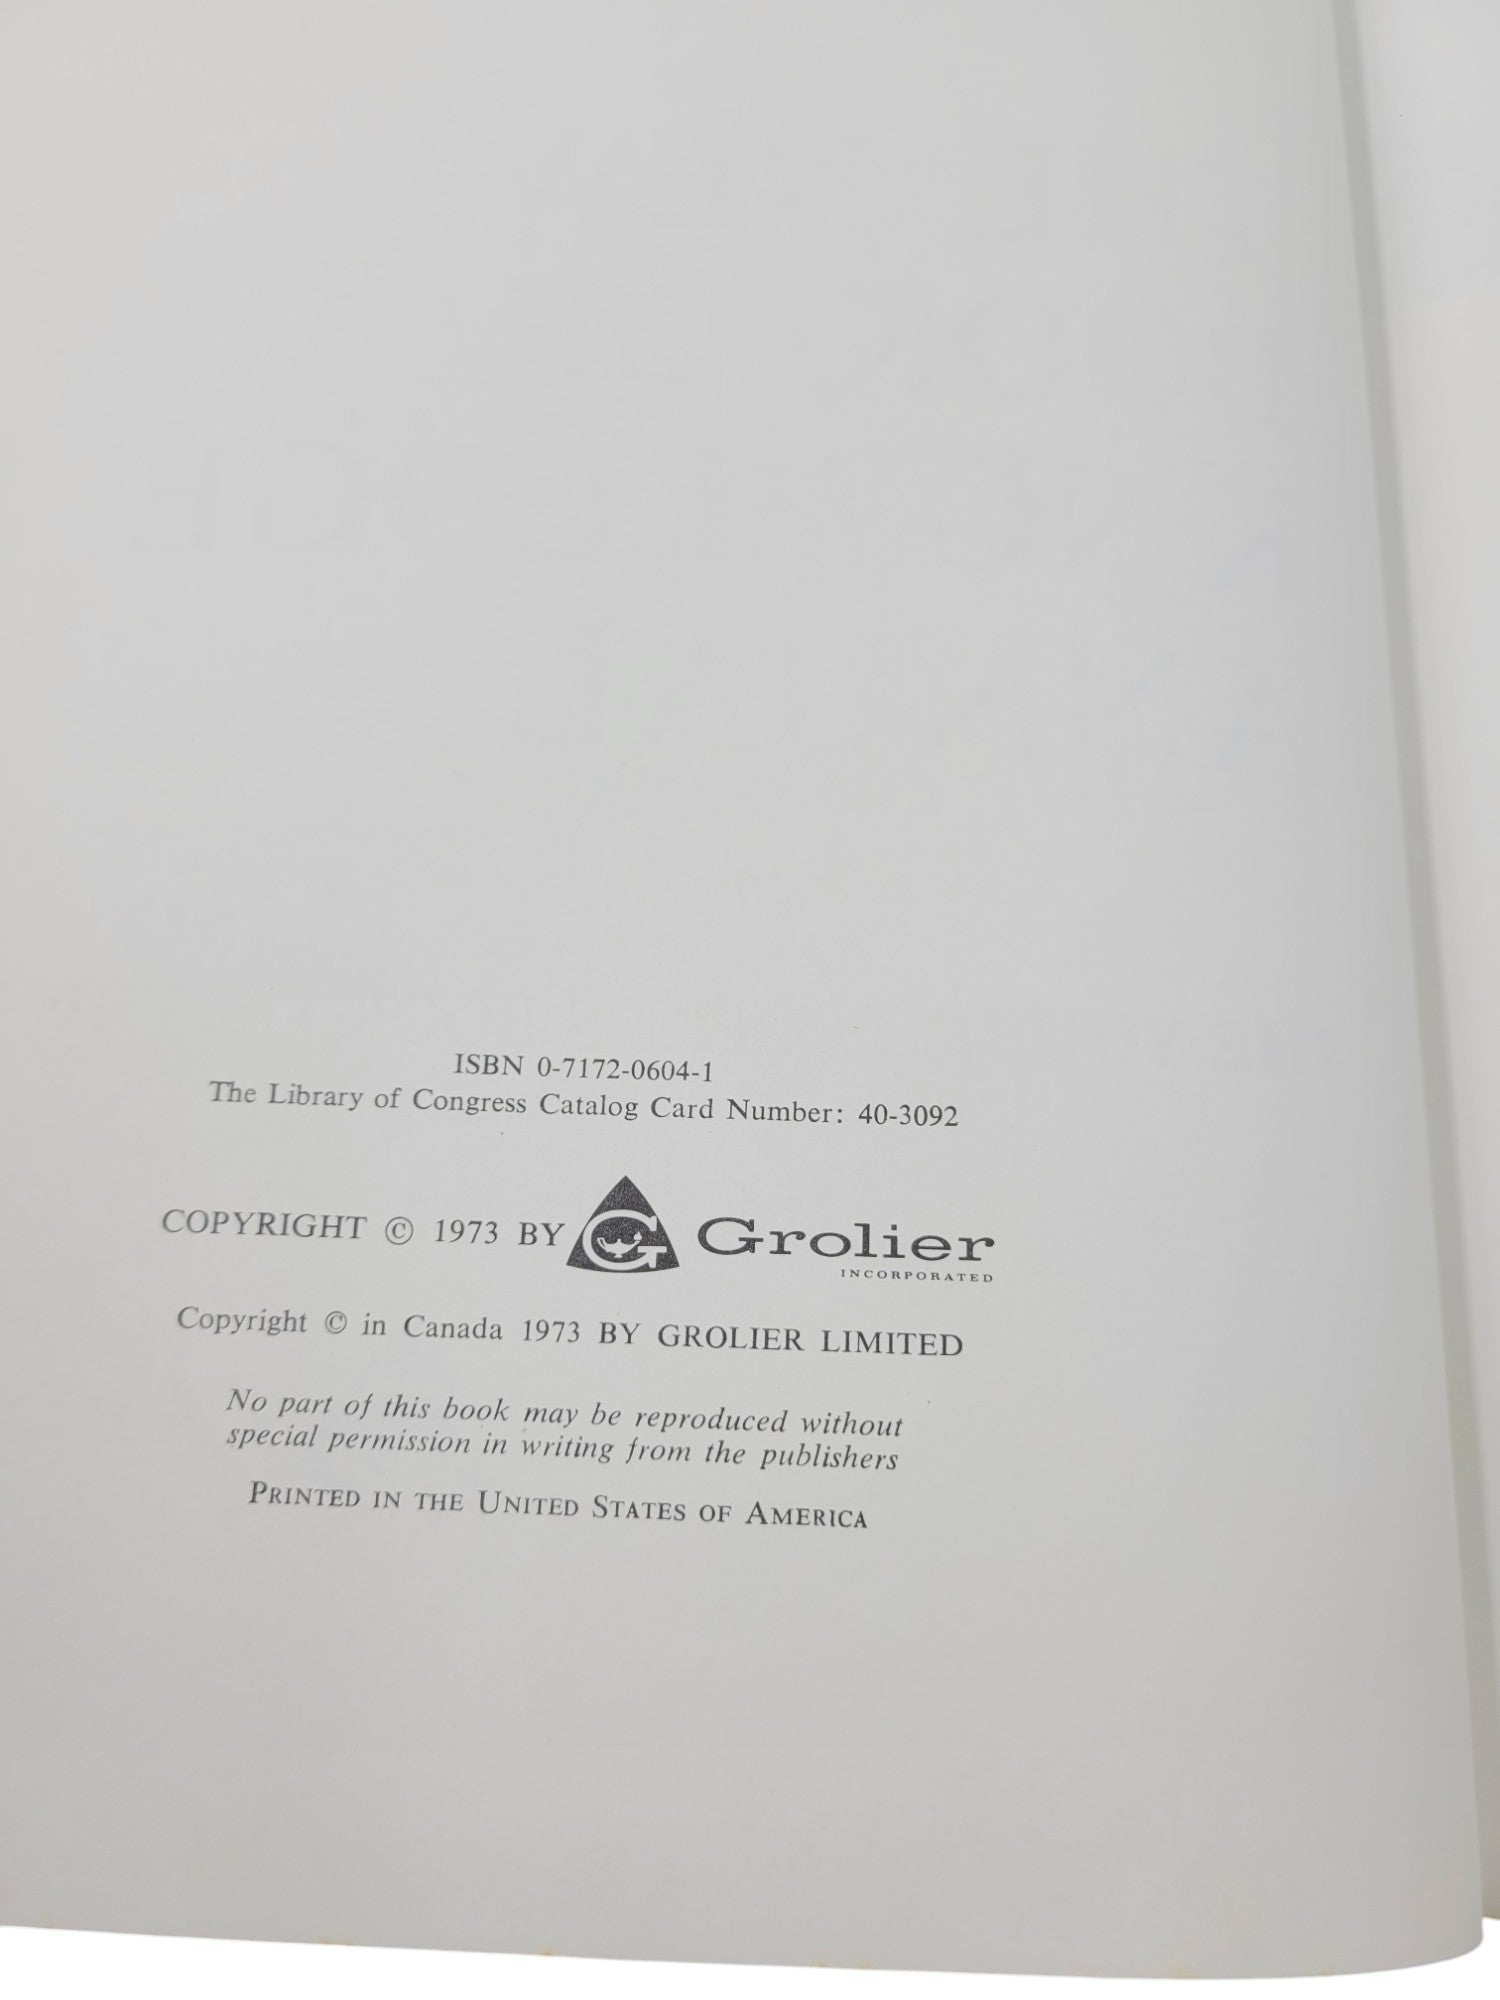 ISBN 0-7172-0604-1
The Library of Congress Catalog Card Number: 40-3092
COPYRIGHT © 1973 BY Grolier
INCORPORATED
Copyright © in Canada 1973 BY GROLIER LIMITED
No part of this book may be reproduced without
special permission in writing from the publishers
PRINTED IN THE UNITED STATES OF AMERICA